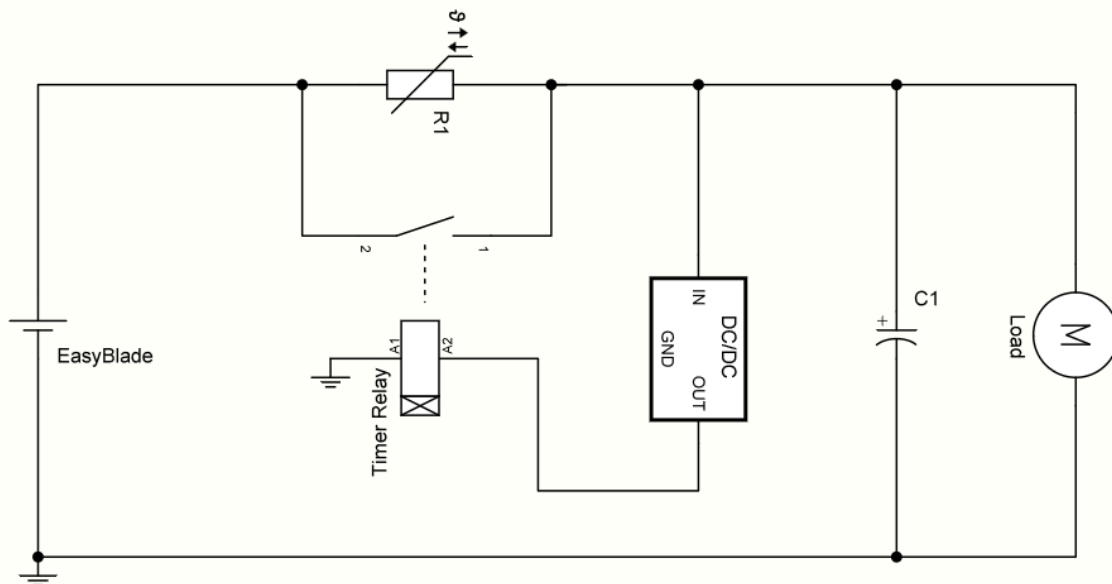 ϑ
R1
2
1
EasyBlade
A1
A2
Timer Relay
IN
DC/DC
GND
OUT
+
C1
M
Load